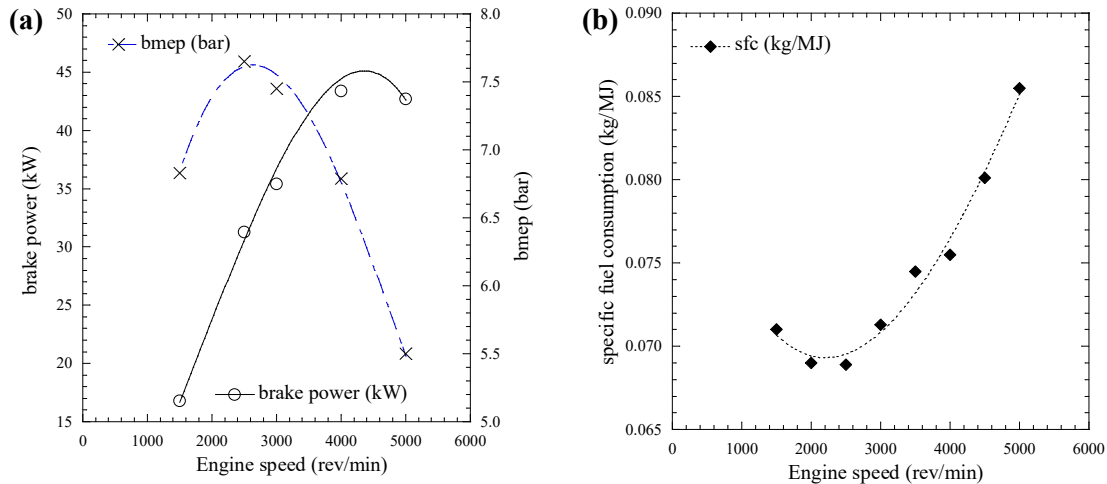 (a)
50
45
40
35
30
25
20
15
brake power (kW)
8.0
7.5
7.0
6.5
6.0
5.5
5.0
bmep (bar)
bmep (bar)
brake power (kW)
0 1000 2000 3000 4000 5000 6000
Engine speed (rev/min)
(b)
0.090
0.085
0.080
0.075
0.070
0.065
specific fuel consumption (kg/MJ)
sfc (kg/MJ)
0 1000 2000 3000 4000 5000 6000
Engine speed (rev/min)